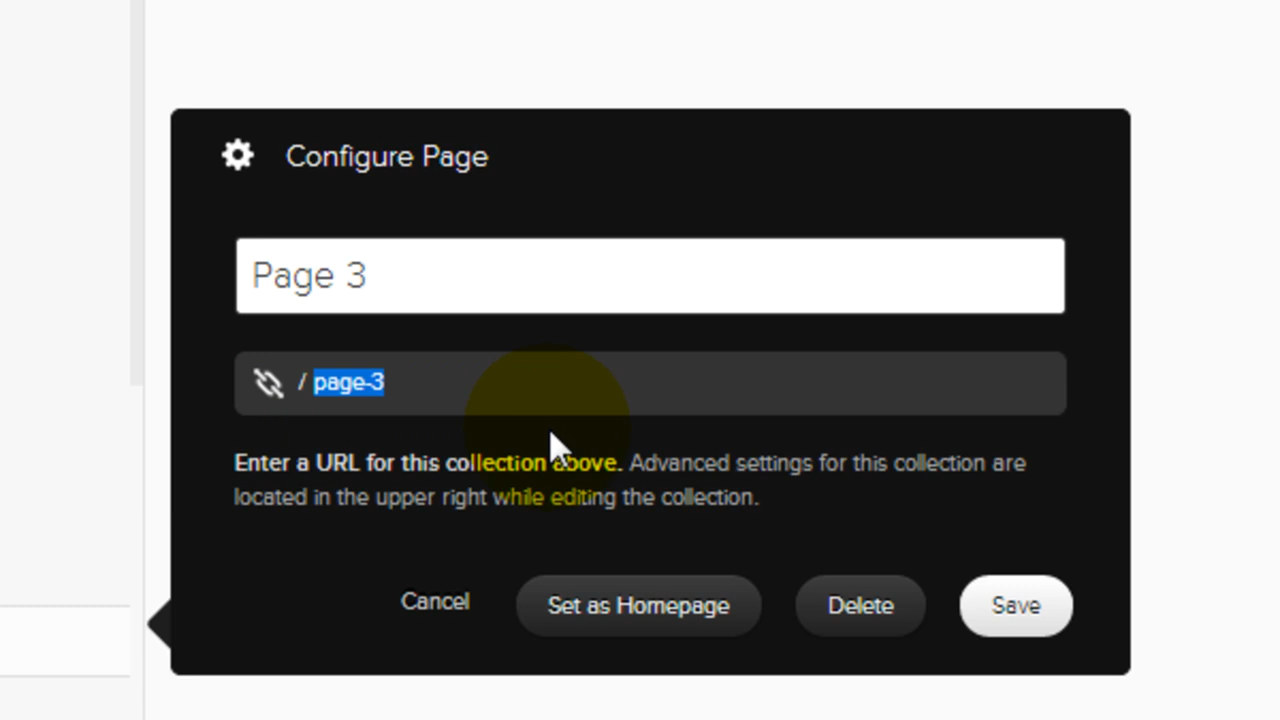 Configure Page
Page 3
/ page-3
Enter a URL for this collection above. Advanced settings for this collection are
located in the upper right while editing the collection.
Cancel Set as Homepage Delete Save